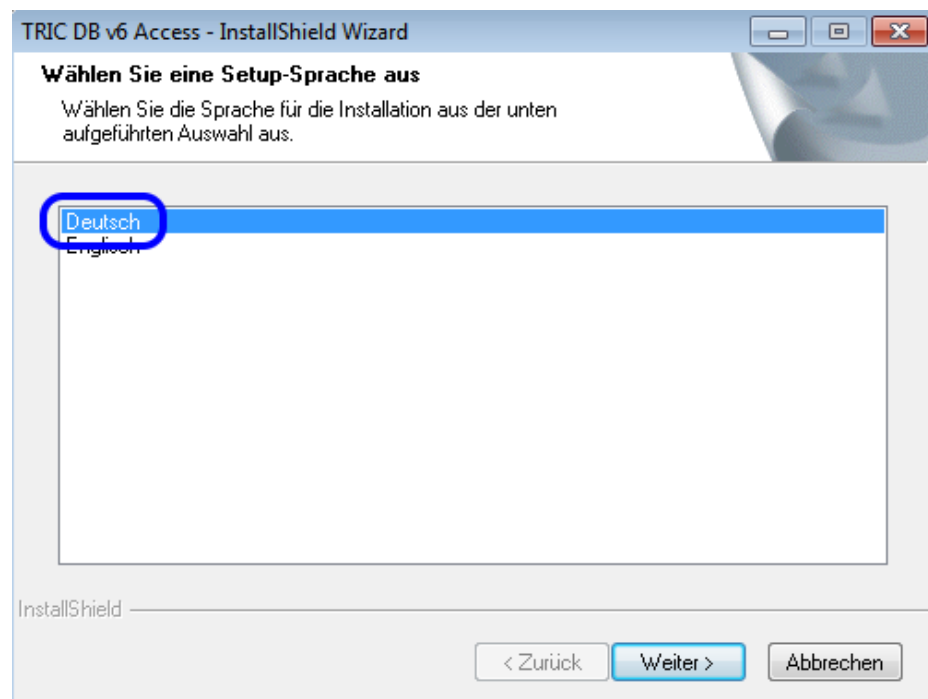 TRIC DB v6 Access - InstallShield Wizard
Wählen Sie eine Setup-Sprache aus
Wählen Sie die Sprache für die Installation aus der unten
aufgeführten Auswahl aus.
Deutsch
Englisch
InstallShield
< Zurück
Weiter >
Abbrechen